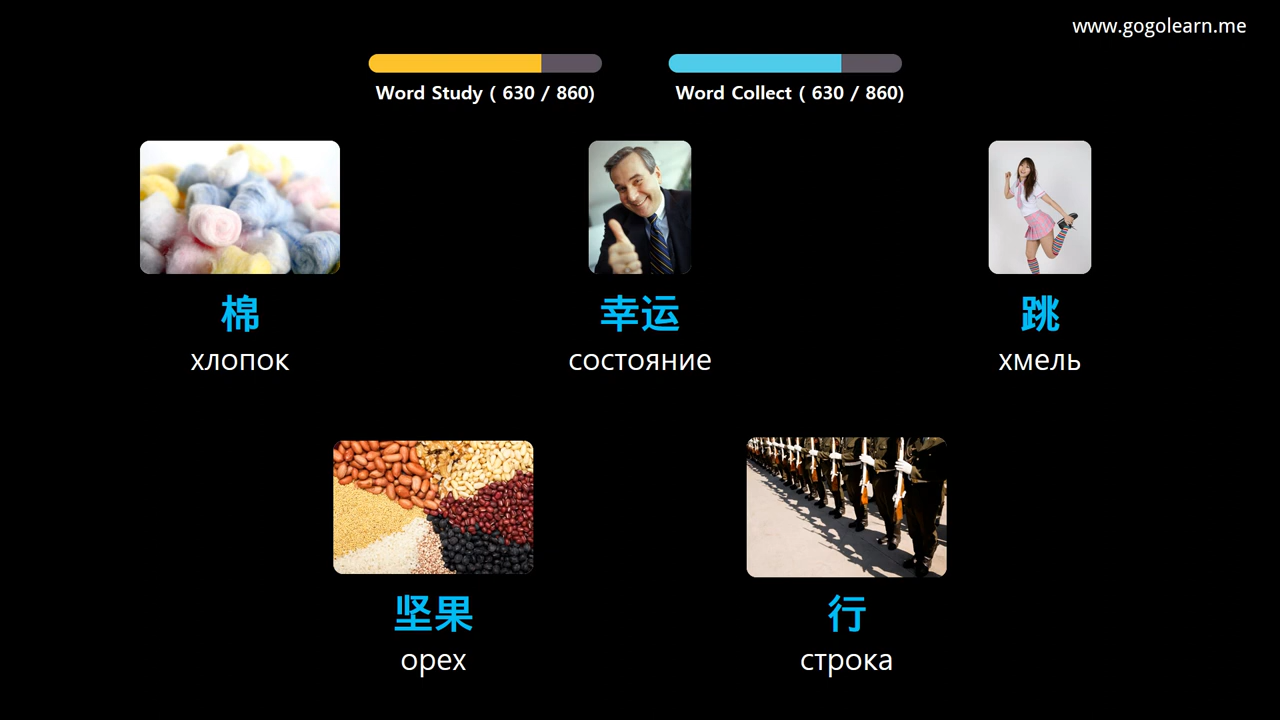 www.gogolearn.me
Word Study ( 630 / 860)
Word Collect ( 630 / 860)
棉
хлопок
幸运
состояние
跳
хмель
坚果
орех
行
строка